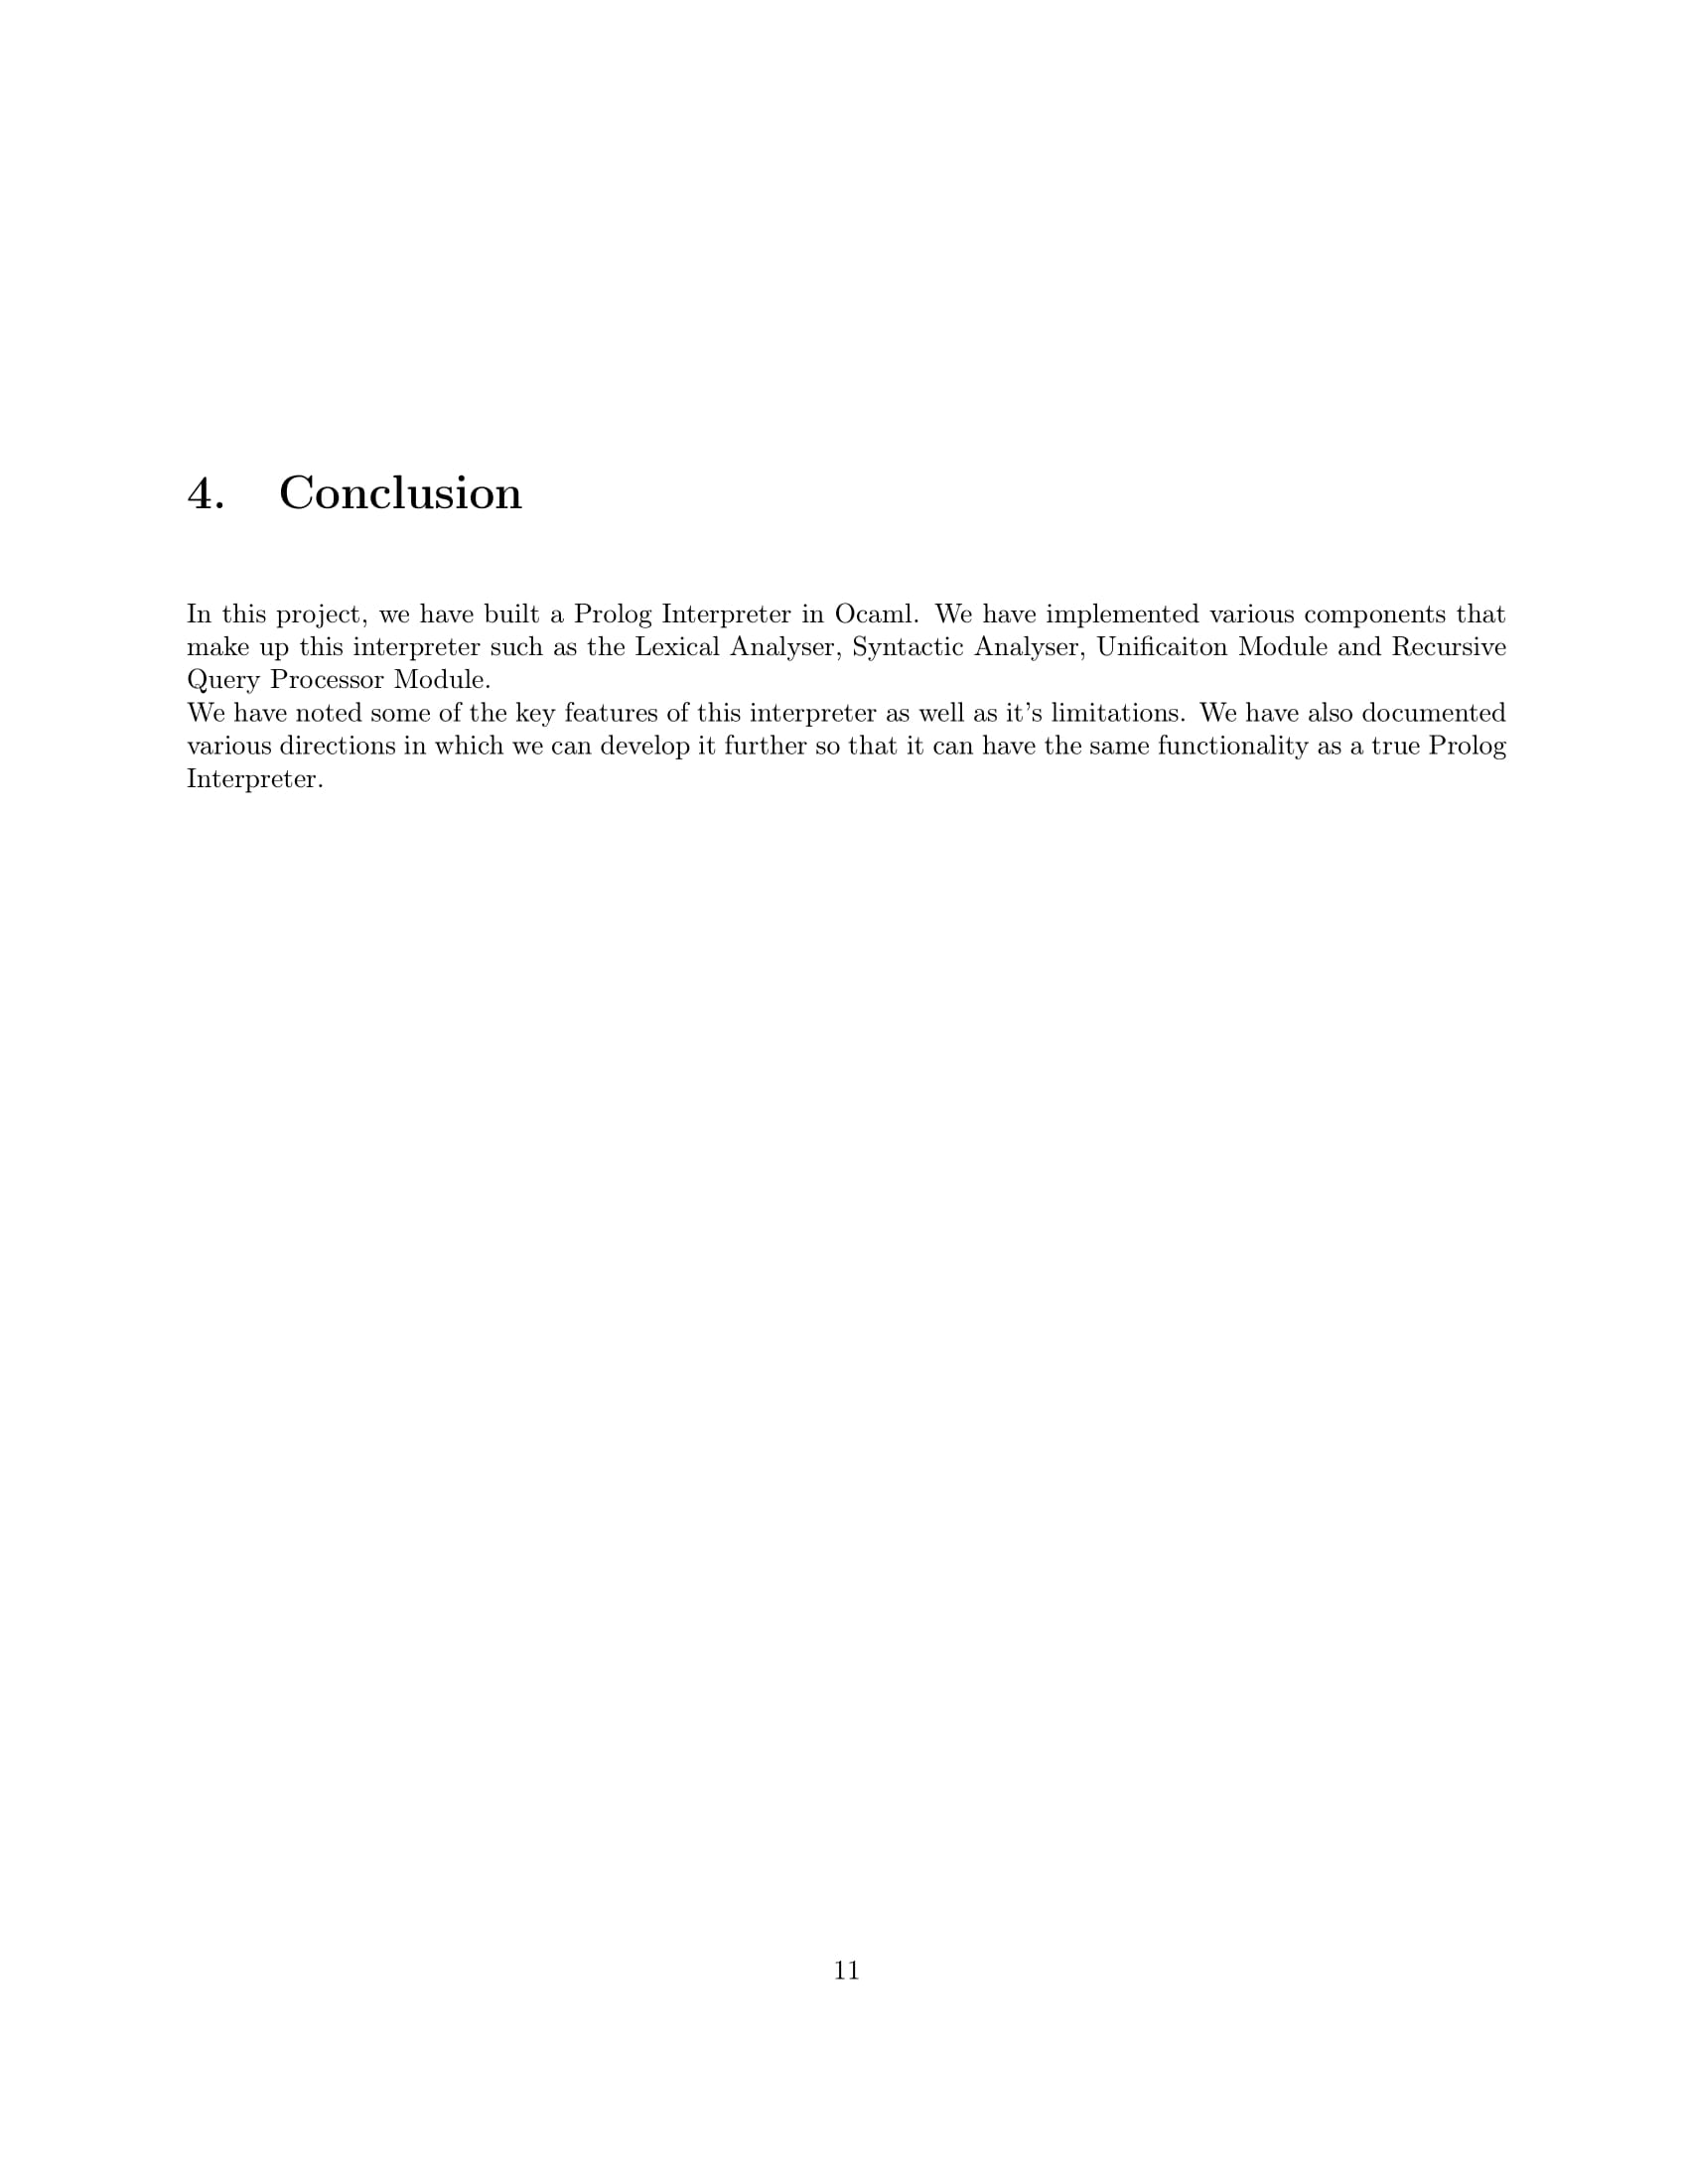 4. Conclusion
In this project, we have built a Prolog Interpreter in Ocaml. We have implemented various components that
make up this interpreter such as the Lexical Analyser, Syntactic Analyser, Unificaiton Module and Recursive
Query Processor Module.
We have noted some of the key features of this interpreter as well as it's limitations. We have also documented
various directions in which we can develop it further so that it can have the same functionality as a true Prolog
Interpreter.
11